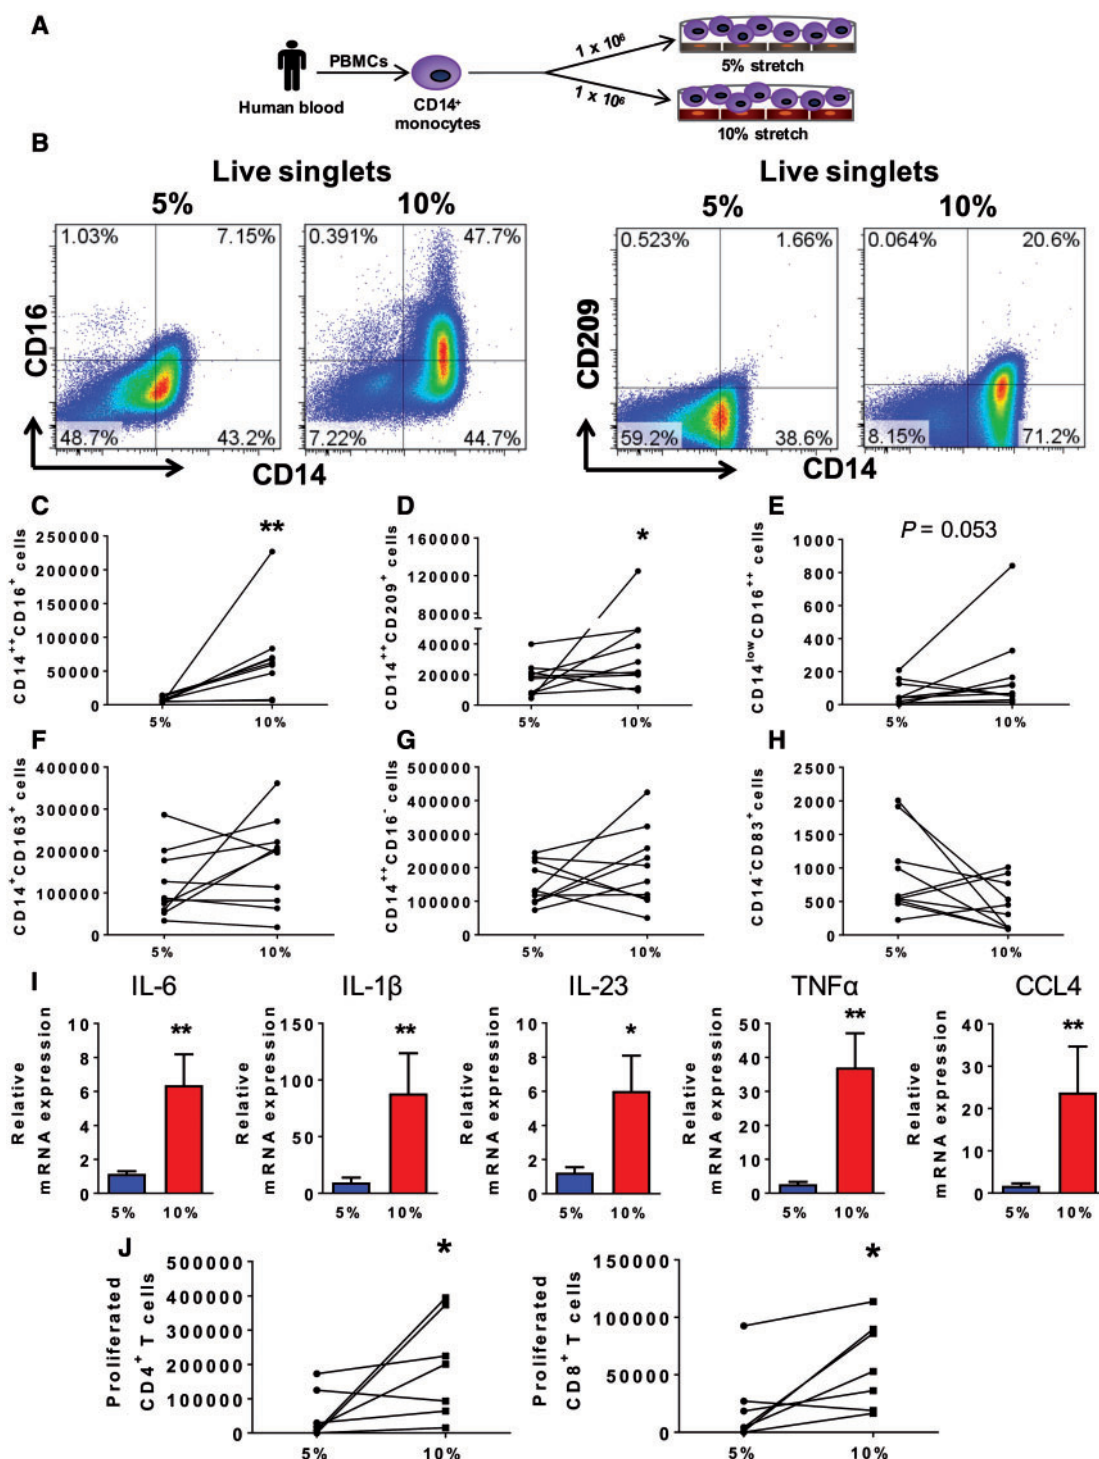 A
Human blood
PBMCs
CD14+ monocytes
1 x 10⁶
1 x 10⁶
5% stretch
10% stretch
B
Live singlets
5%
10%
1.03%
7.15%
48.7%
43.2%
0.391%
47.7%
7.22%
44.7%
CD16
CD14
Live singlets
5%
10%
0.523%
1.66%
59.2%
38.6%
0.064%
20.6%
8.15%
71.2%
CD209
CD14
C
**
CD14++CD16+ cells
250000
200000
150000
100000
50000
0
5%
10%
D
*
CD14++CD209+ cells
160000
120000
80000
40000
20000
0
5%
10%
E
P = 0.053
CD14lowCD16++ cells
1000
800
600
400
200
0
5%
10%
F
CD14+CD163+ cells
400000
300000
200000
100000
0
5%
10%
G
CD14++CD16- cells
500000
400000
300000
200000
100000
0
5%
10%
H
CD14-CD83+ cells
2500
2000
1500
1000
500
0
5%
10%
I
IL-6
**
Relative
mRNA expression
10
8
6
4
2
0
5%
10%
IL-1β
**
Relative
mRNA expression
150
100
50
0
5%
10%
IL-23
*
Relative
mRNA expression
10
8
6
4
2
0
5%
10%
TNFα
**
Relative
mRNA expression
50
40
30
20
10
0
5%
10%
CCL4
**
Relative
mRNA expression
40
30
20
10
0
5%
10%
J
*
Proliferated
CD4+ T cells
500000
400000
300000
200000
100000
0
5%
10%
*
Proliferated
CD8+ T cells
150000
100000
50000
0
5%
10%